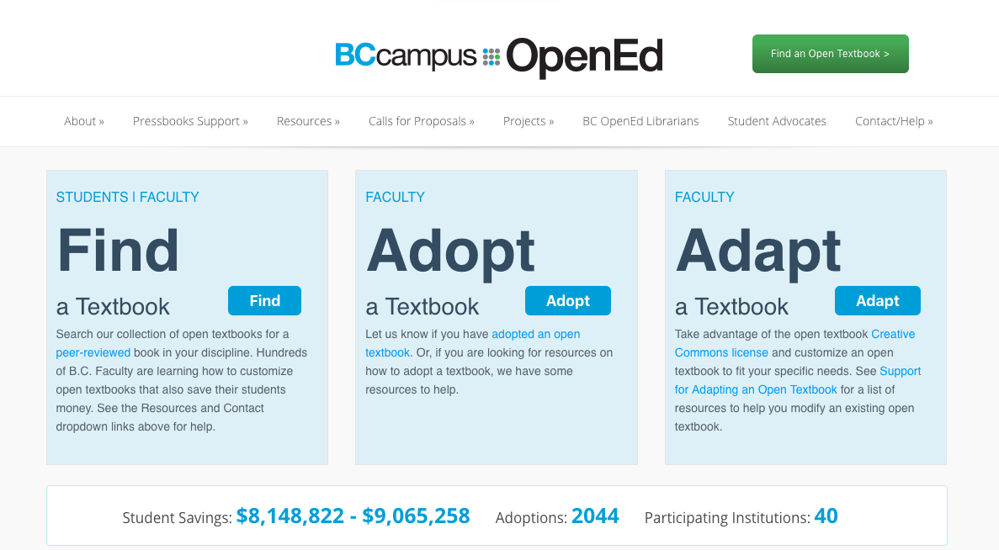 BCcampus OpenEd
Find an Open Textbook >
About » Pressbooks Support » Resources » Calls for Proposals » Projects » BC OpenEd Librarians Student Advocates Contact/Help »
STUDENTS | FACULTY
Find
a Textbook
Find
Search our collection of open textbooks for a
peer-reviewed book in your discipline. Hundreds
of B.C. Faculty are learning how to customize
open textbooks that also save their students
money. See the Resources and Contact
dropdown links above for help.
FACULTY
Adopt
a Textbook
Adopt
Let us know if you have adopted an open
textbook. Or, if you are looking for resources on
how to adopt a textbook, we have some
resources to help.
FACULTY
Adapt
a Textbook
Adapt
Take advantage of the open textbook Creative
Commons license and customize an open
textbook to fit your specific needs. See Support
for Adapting an Open Textbook for a list of
resources to help you modify an existing open
textbook.
Student Savings: $8,148,822 - $9,065,258 Adoptions: 2044 Participating Institutions: 40